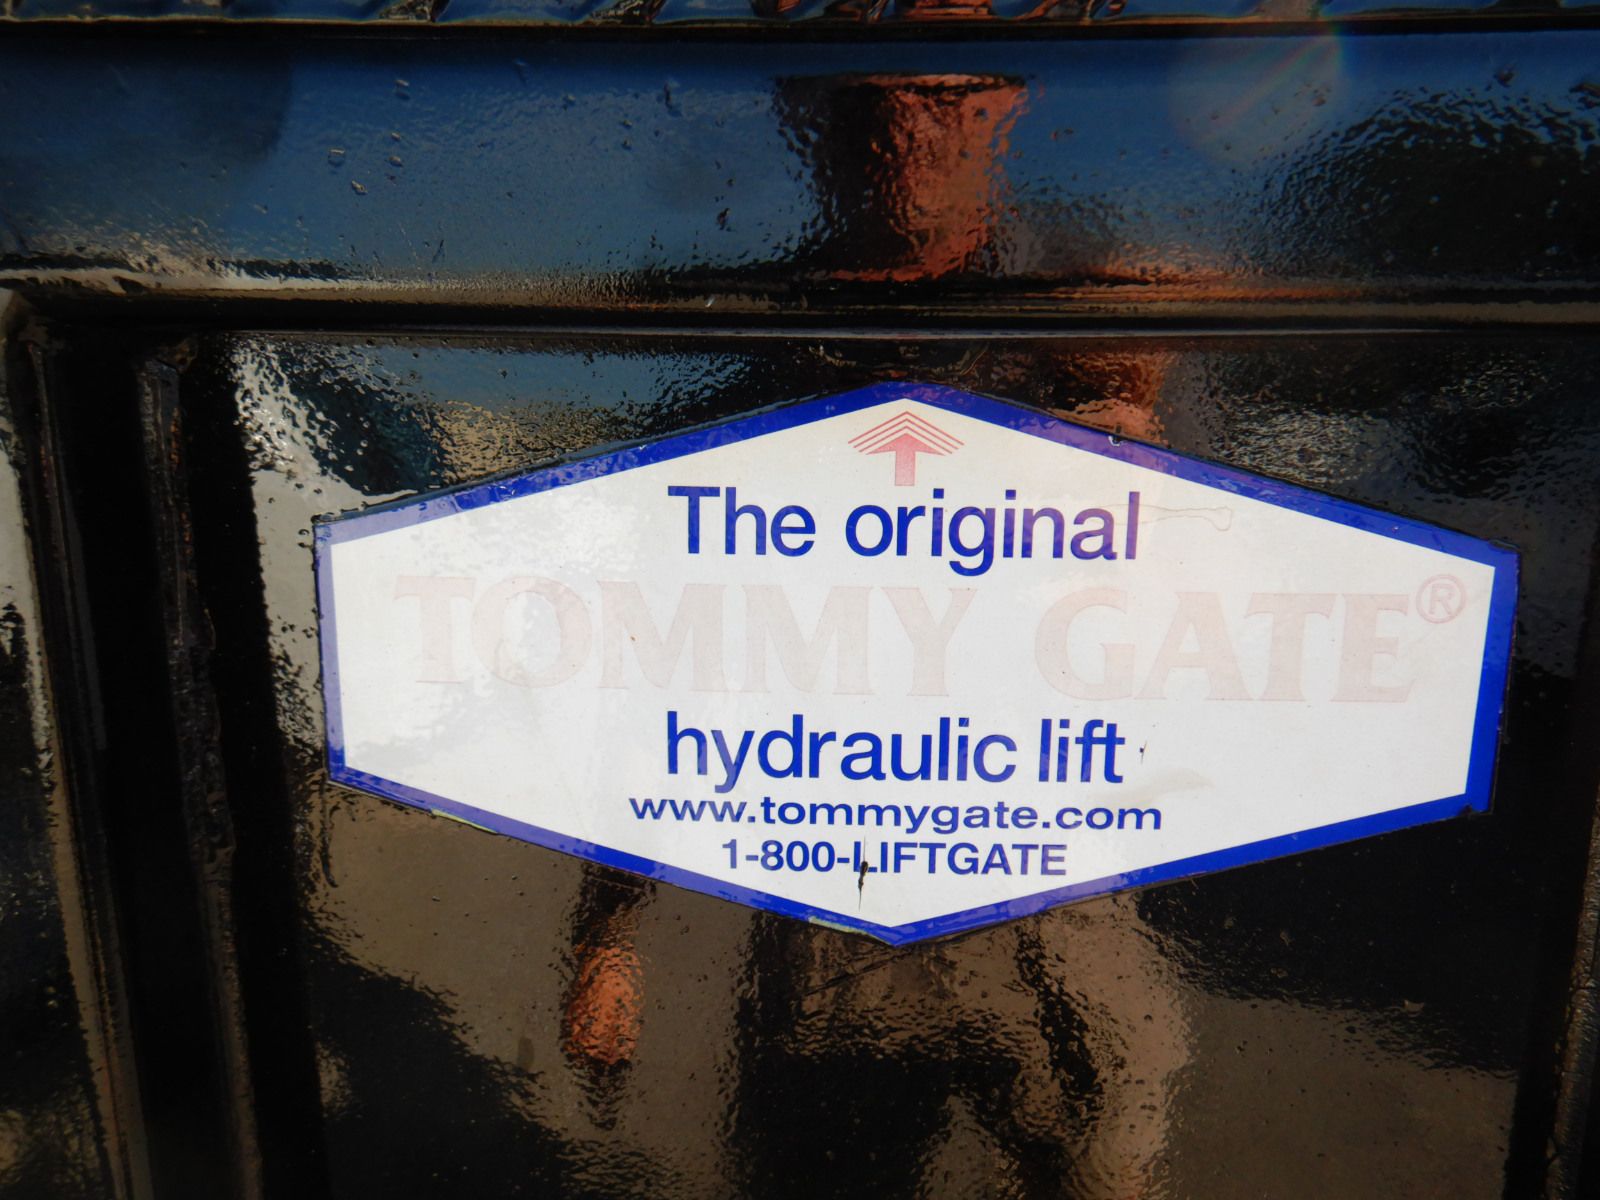 The original
TOMMY GATE®
hydraulic lift
www.tommygate.com
1-800-LIFTGATE